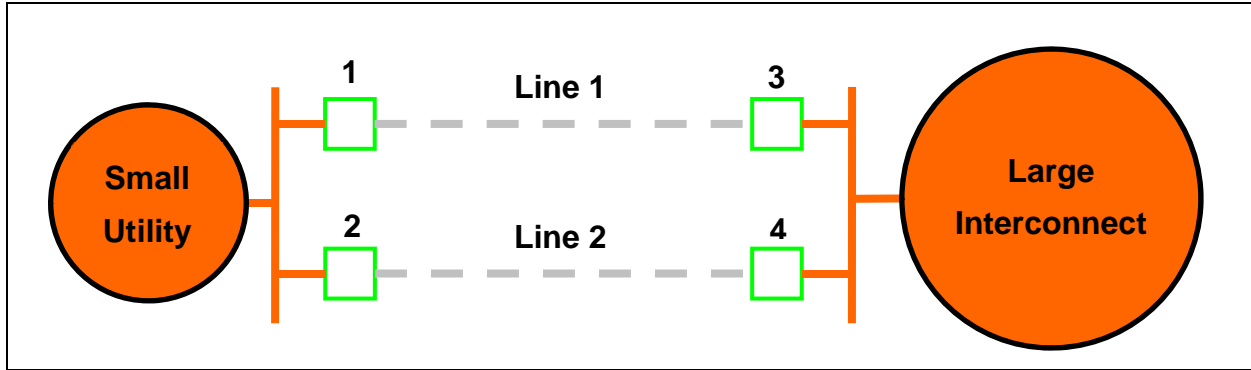 1
Line 1
3
Small
Utility
Large
Interconnect
2
Line 2
4